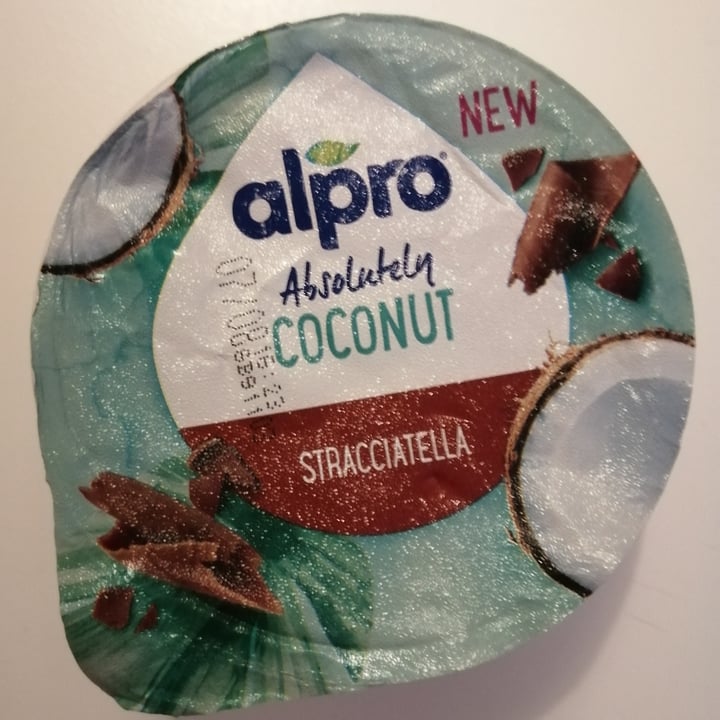 NEW
alpro
Absolutely
COCONUT
STRACCIATELLA